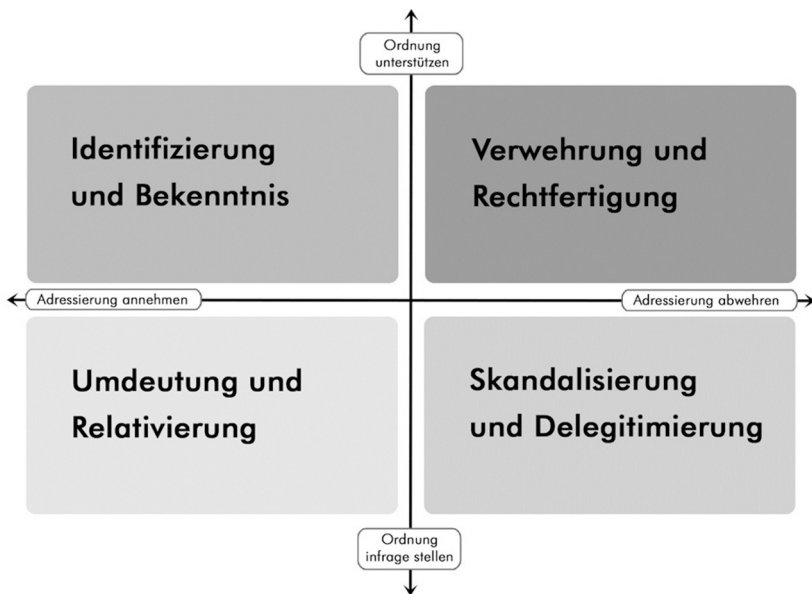 Ordnung
unterstützen
Identifizierung
und Bekenntnis
Verwehrung und
Rechtfertigung
Adressierung annehmen
Adressierung abwehren
Umdeutung und
Relativierung
Skandalisierung
und Delegitimierung
Ordnung
infrage stellen